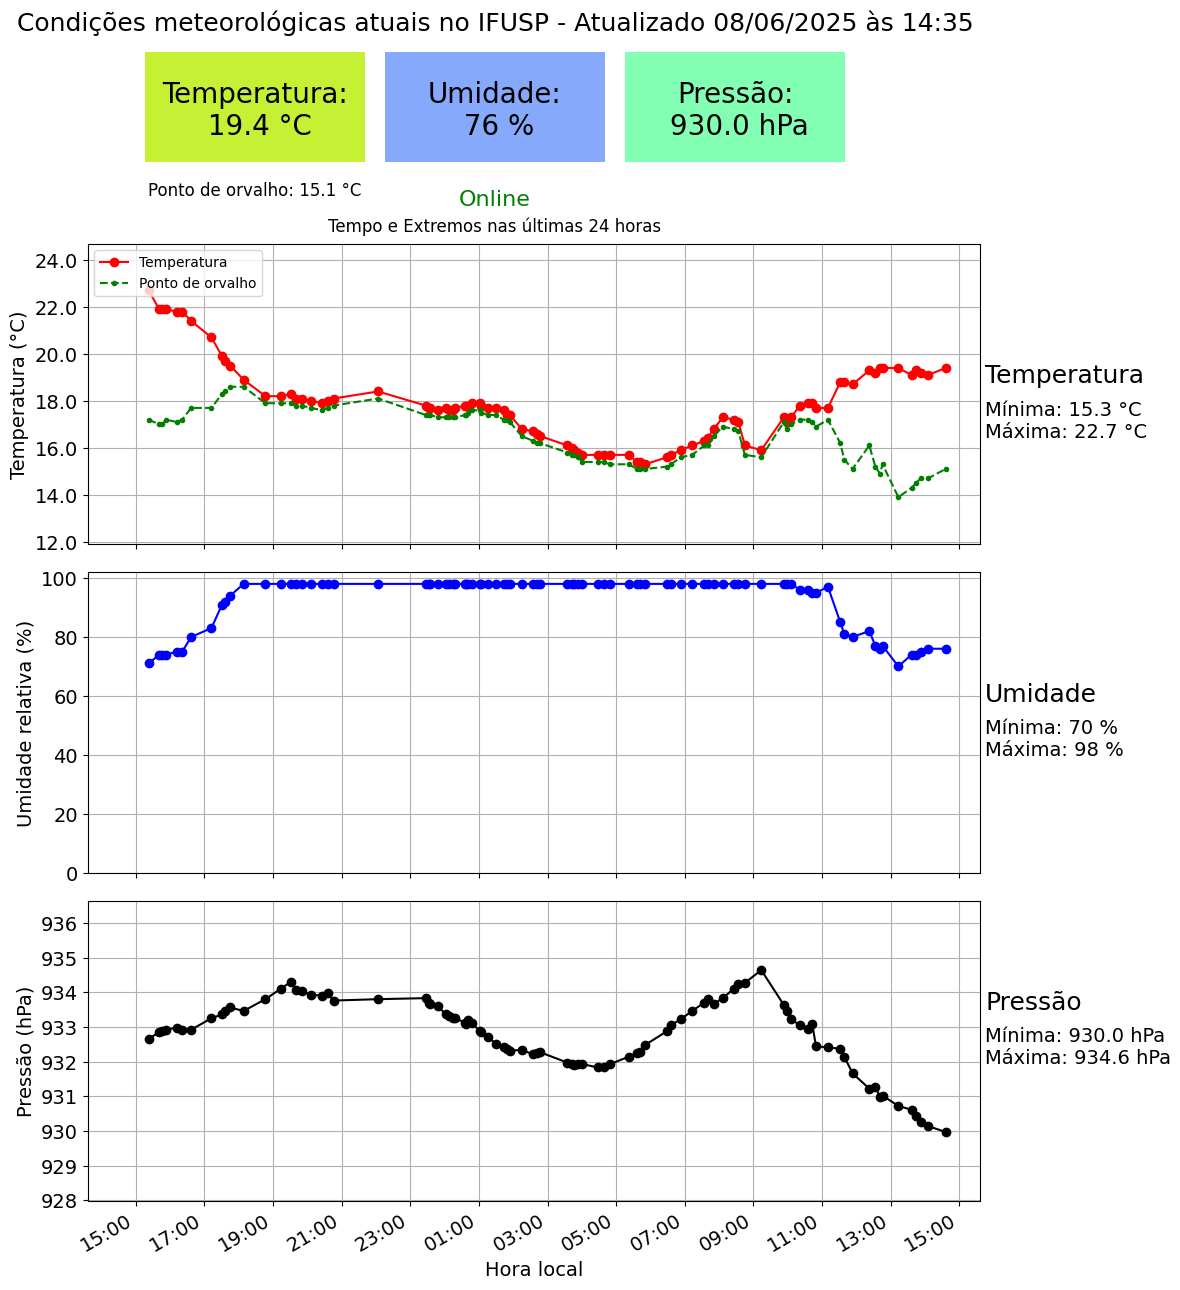 Condições meteorológicas atuais no IFUSP - Atualizado 08/06/2025 às 14:35
Temperatura:
19.4 °C
Umidade:
76 %
Pressão:
930.0 hPa
Ponto de orvalho: 15.1 °C
Online
Tempo e Extremos nas últimas 24 horas
Temperatura
Ponto de orvalho
Temperatura (°C)
24.0
22.0
20.0
18.0
16.0
14.0
12.0
Temperatura
Mínima: 15.3 °C
Máxima: 22.7 °C
Umidade relativa (%)
100
80
60
40
20
0
Umidade
Mínima: 70 %
Máxima: 98 %
Pressão (hPa)
936
935
934
933
932
931
930
929
928
Pressão
Mínima: 930.0 hPa
Máxima: 934.6 hPa
15:00
17:00
19:00
21:00
23:00
01:00
03:00
05:00
07:00
09:00
11:00
13:00
15:00
Hora local